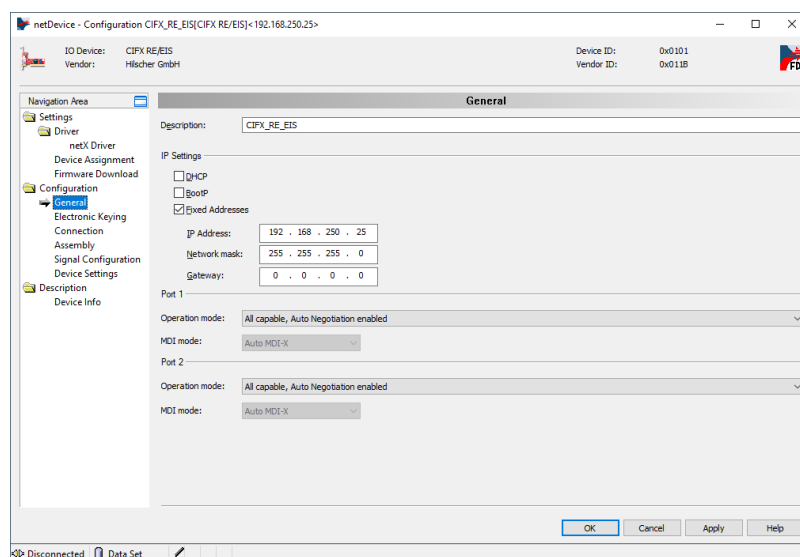 netDevice - Configuration CIFX_RE_EIS[CIFX RE/EIS]<192.168.250.25>
IO Device: CIFX RE/EIS Device ID: 0x0101
Vendor: Hilscher GmbH Vendor ID: 0x011B
FD
Navigation Area
General
Settings
Driver
netX Driver
Device Assignment
Firmware Download
Configuration
General
Electronic Keying
Connection
Assembly
Signal Configuration
Device Settings
Description
Device Info
Description: CIFX_RE_EIS
IP Settings
DHCP
BootP
Fixed Addresses
IP Address: 192 . 168 . 250 . 25
Network mask: 255 . 255 . 255 . 0
Gateway: 0 . 0 . 0 . 0
Port 1
Operation mode: All capable, Auto Negotiation enabled
MDI mode: Auto MDI-X
Port 2
Operation mode: All capable, Auto Negotiation enabled
MDI mode: Auto MDI-X
OK Cancel Apply Help
Disconnected Data Set